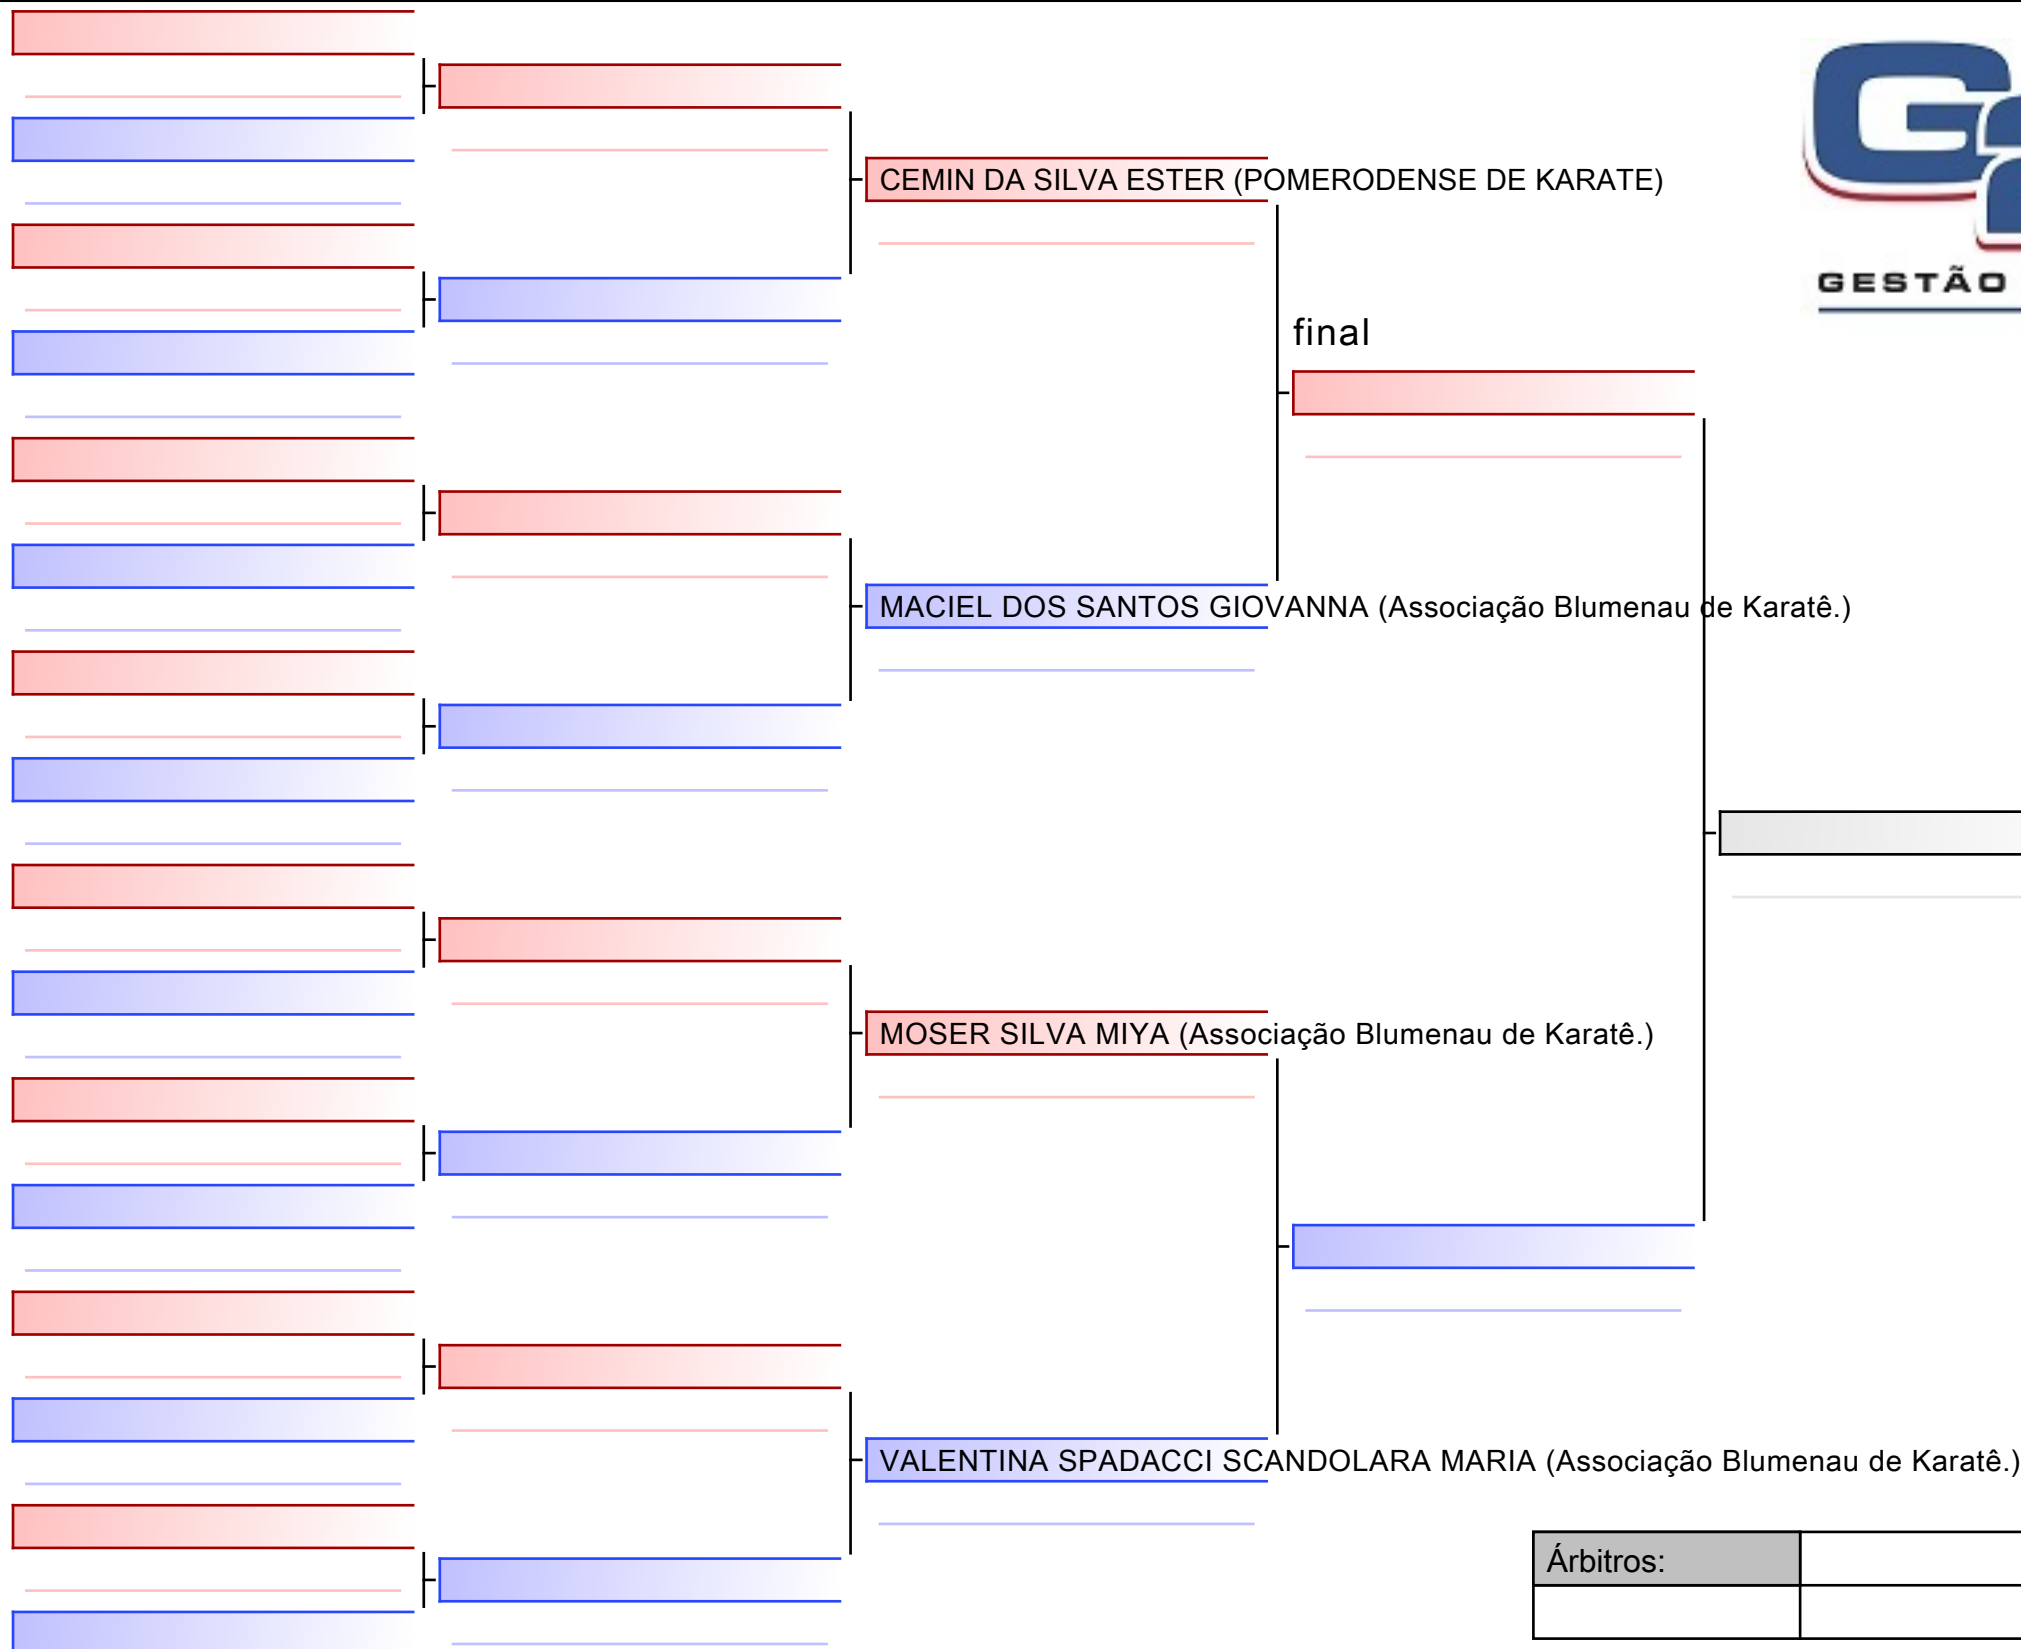 CEMIN DA SILVA ESTER (POMERODENSE DE KARATE)
GESTÃO
final
MACIEL DOS SANTOS GIOVANNA (Associação Blumenau de Karatê.)
MOSER SILVA MIYA (Associação Blumenau de Karatê.)
VALENTINA SPADACCI SCANDOLARA MARIA (Associação Blumenau de Karatê.)
Árbitros: